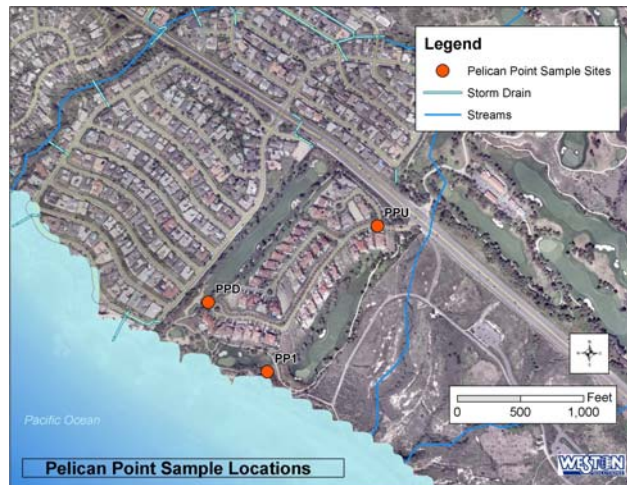 Legend
Pelican Point Sample Sites
Storm Drain
Streams
PPU
PPD
PP1
Feet
0 500 1,000
Pacific Ocean
Pelican Point Sample Locations
WESTON